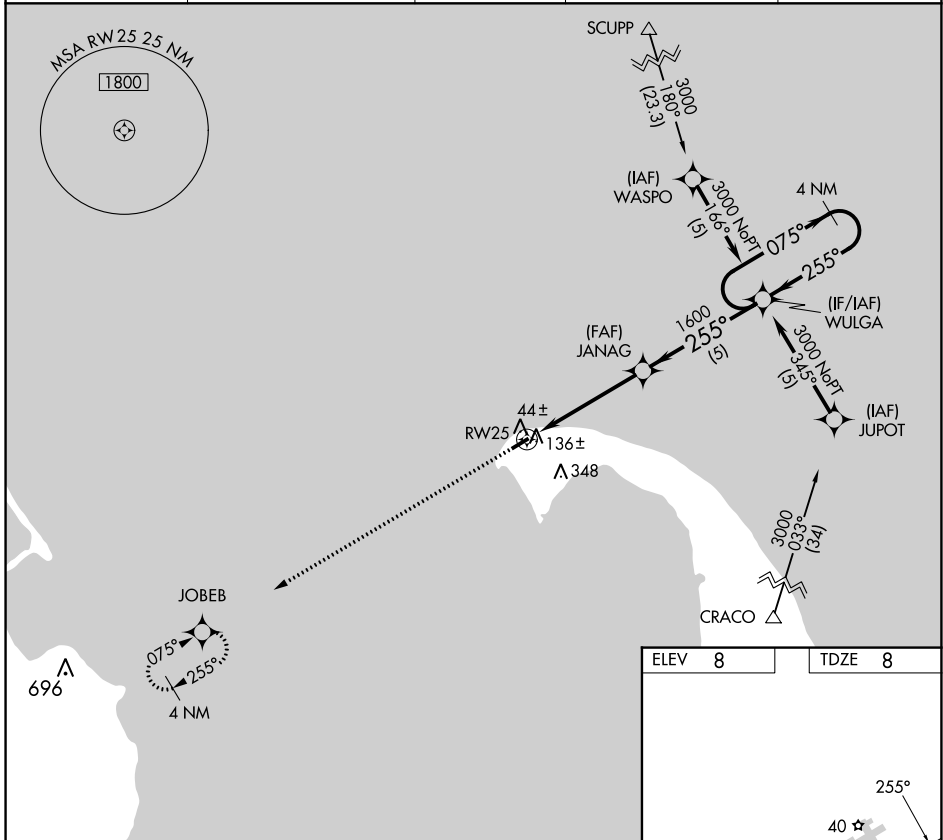 MSA RW25 25 NM
1800
SCUPP
3000
180°
(23.3)
(IAF)
WASPO
3000 NoPT
166°
(5)
4 NM
075°
255°
(IF/IAF)
WULGA
1600
255°
(5)
(FAF)
JANAG
3000 NoPT
345°
(5)
(IAF)
JUPOT
44±
RW25
136±
348
3000
033°
(34)
CRACO
JOBEB
075°
255°
4 NM
696
ELEV 8
TDZE 8
255°
40